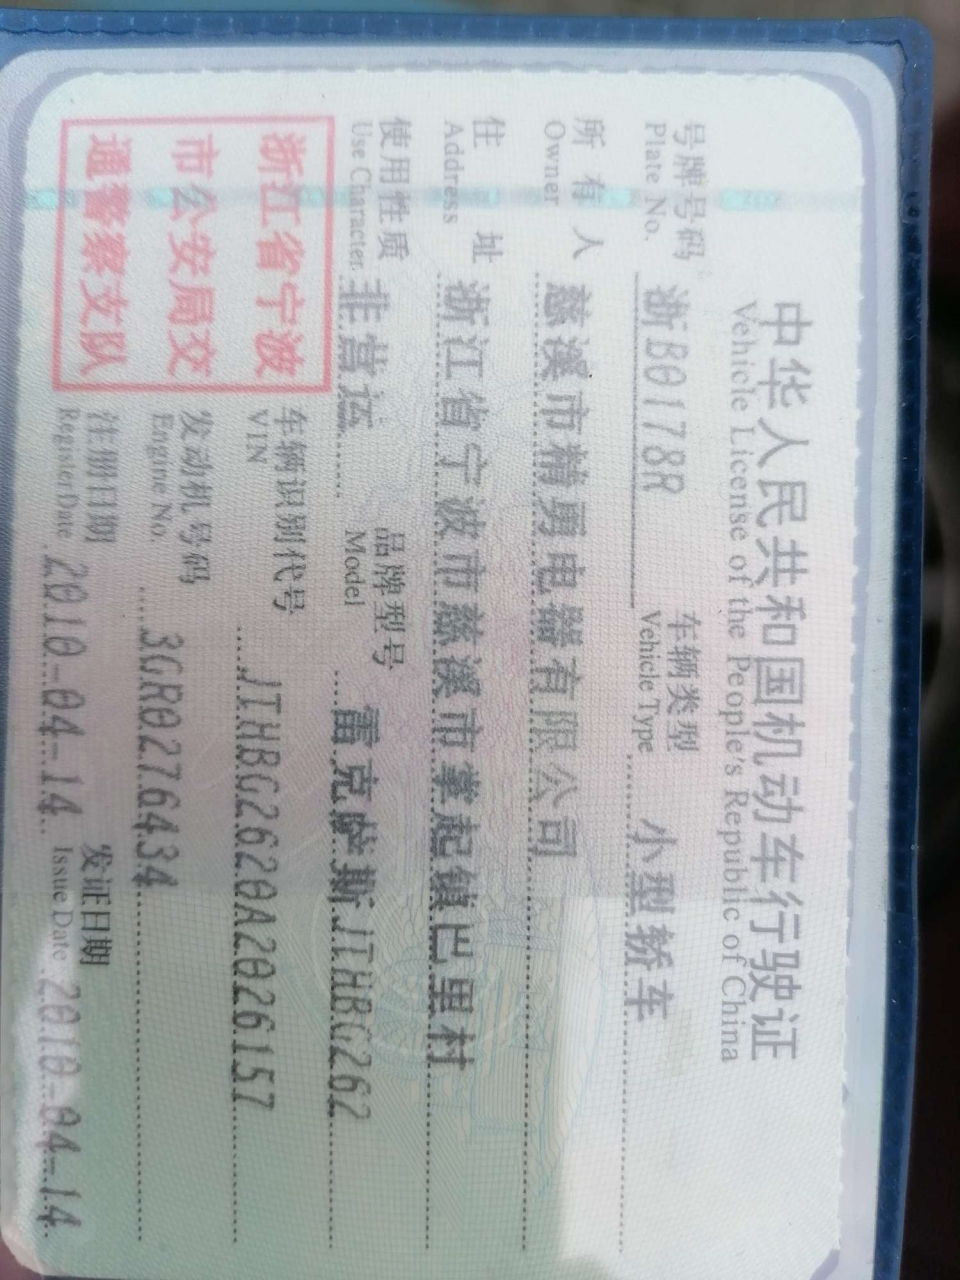 中华人民共和国机动车行驶证
Vehicle License of the People's Republic of China
号牌号码 浙B0178R 车辆类型 小型轿车
Plate No. Vehicle Type
所有人 慈溪市精勇电器有限公司
Owner
住址 浙江省宁波市慈溪市掌起镇巴里村
Address
使用性质 非营运 品牌型号 雷克萨斯JTHBG262
Use Character Model
浙江省宁波
市公安局交
通警察支队
车辆识别代号 JTHBG2620A2026157
VIN
发动机号码 3GR0276434
Engine No.
注册日期 2010-04-14 发证日期 2010-04-14
Register Date Issue Date